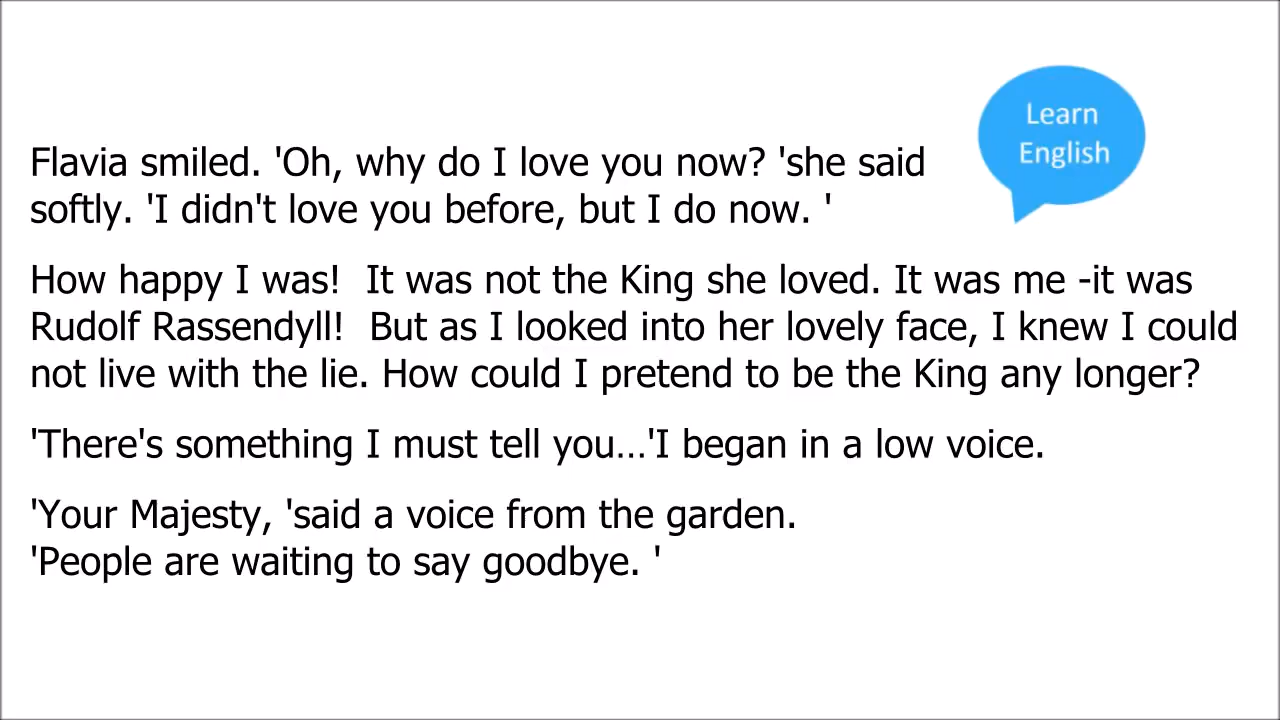 Learn
English
Flavia smiled. 'Oh, why do I love you now? 'she said
softly. 'I didn't love you before, but I do now. '
How happy I was!  It was not the King she loved. It was me -it was
Rudolf Rassendyll!  But as I looked into her lovely face, I knew I could
not live with the lie. How could I pretend to be the King any longer?
'There's something I must tell you…'I began in a low voice.
'Your Majesty, 'said a voice from the garden.
'People are waiting to say goodbye. '